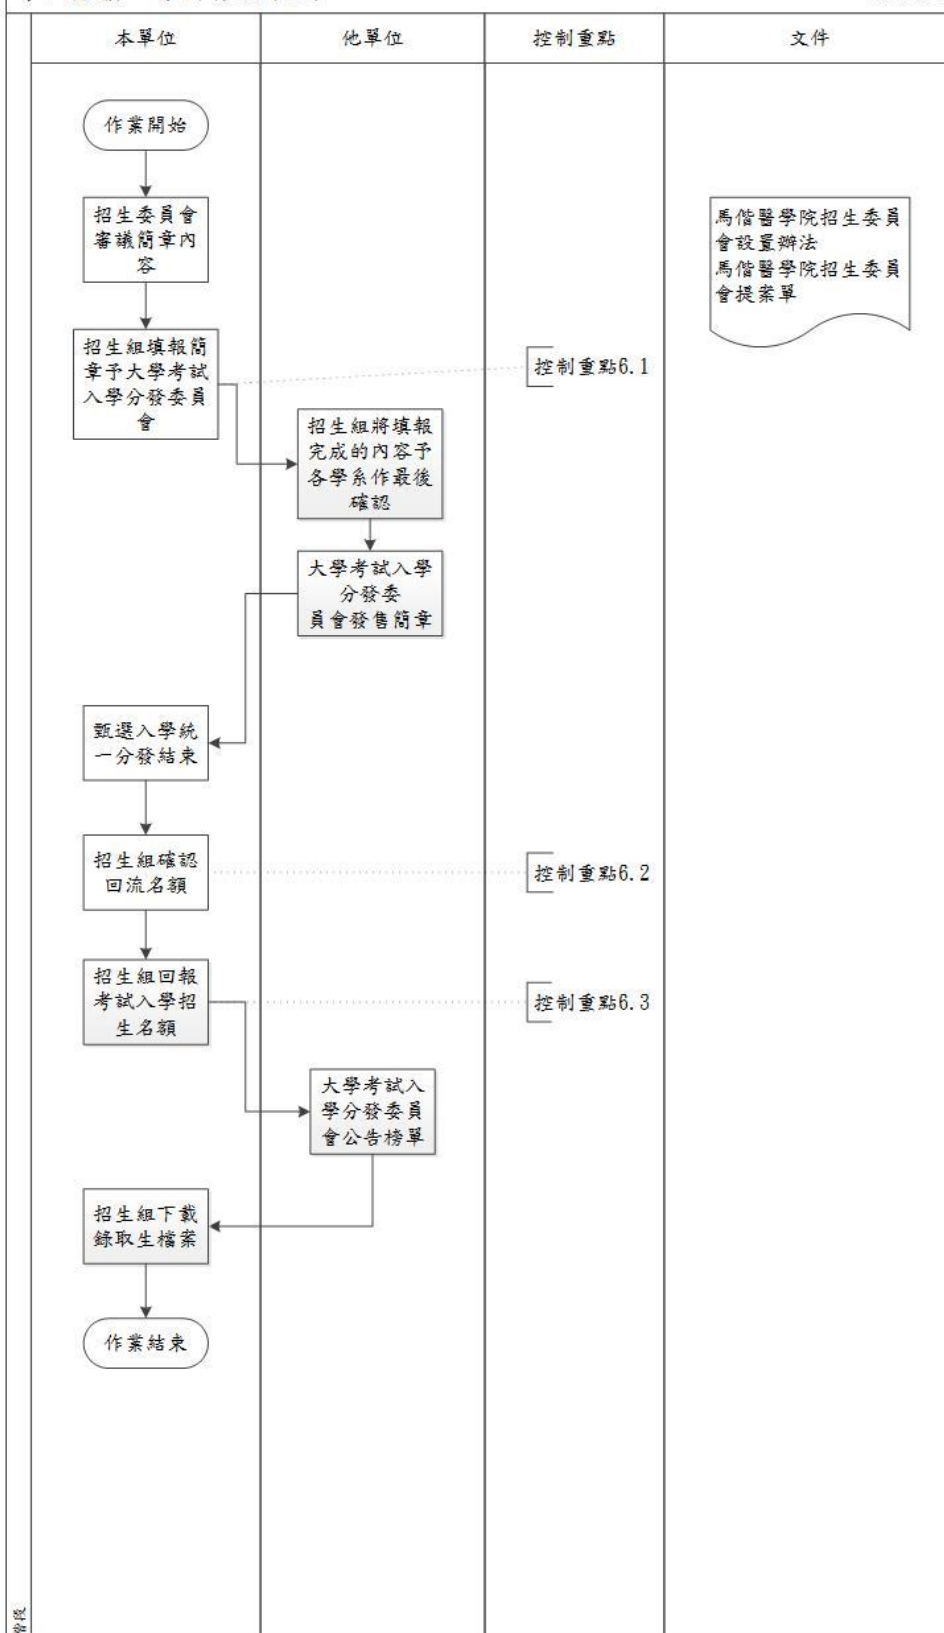 本單位
他單位
控制重點
文件
作業開始
招生委員會
審議簡章內
容
馬偕醫學院招生委員
會設置辦法
馬偕醫學院招生委員
會提案單
招生組填報簡
章予大學考試
入學分發委員
會
控制重點6.1
招生組將填報
完成的內容予
各學系作最後
確認
大學考試入學
分發委
員會發售簡章
甄選入學統
一分發結束
招生組確認
回流名額
控制重點6.2
招生組回報
考試入學招
生名額
控制重點6.3
大學考試入
學分發委員
會公告榜單
招生組下載
錄取生檔案
作業結束
階段